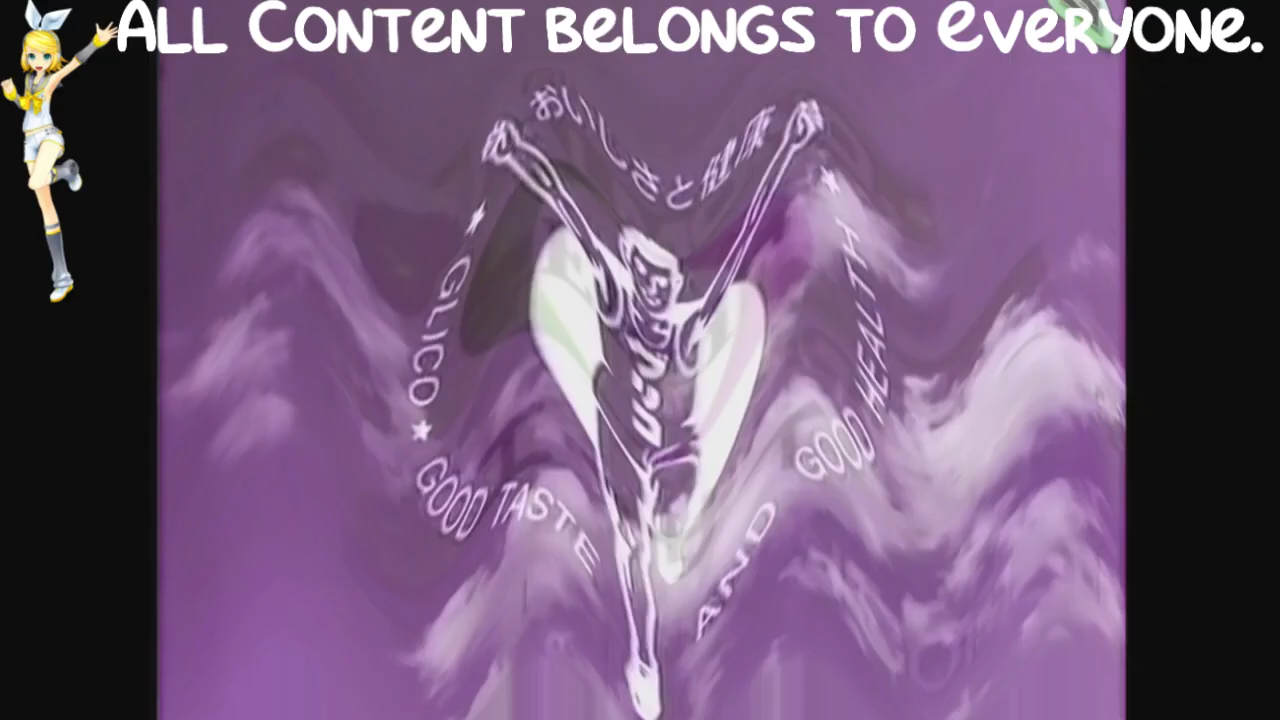 All Content belongs to everyone.
おいしさと健康
★ GLICO ★
GOOD TASTE
AND
GOOD HEALTH ★